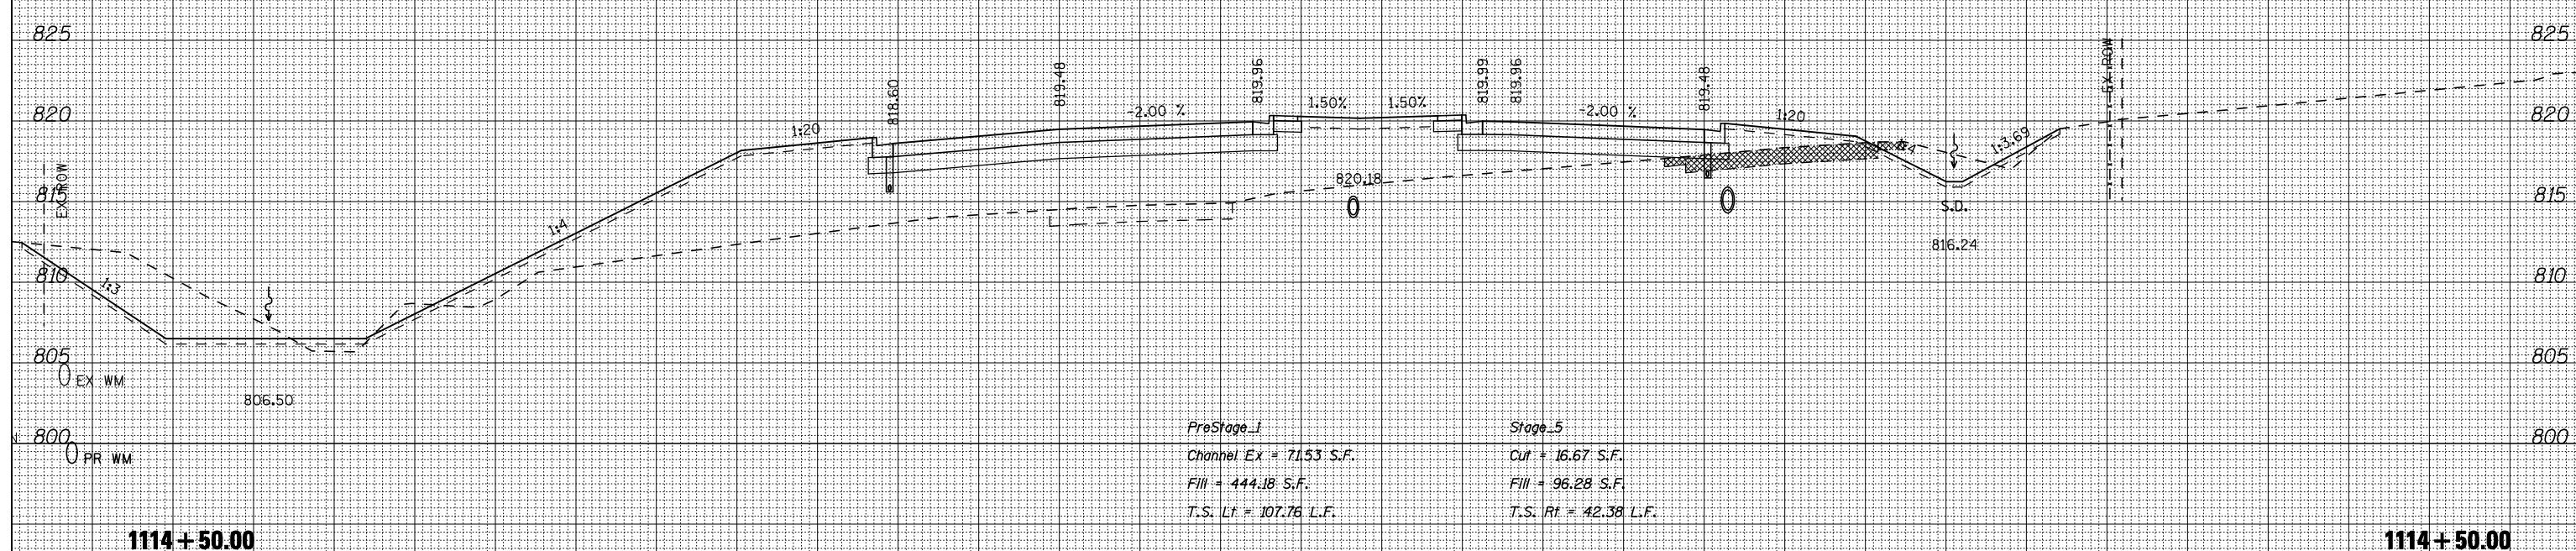 825
825
819.48
819.96
819.99
819.96
819.48
818.60
EX ROW
-2.00 %
1.50%
1.50%
-2.00 %
820
820
1:20
1:20
1:4
1:3.69
EX ROW
815
820.18
815
S.D.
1:4
816.24
810
810
1:3
805
805
EX WM
806.50
800
800
PR WM
PreStage_1
Channel Ex = 71.53 S.F.
Fill = 444.18 S.F.
T.S. Lt = 107.76 L.F.
Stage_5
Cut = 16.67 S.F.
Fill = 96.28 S.F.
T.S. Rt = 42.38 L.F.
1114+50.00
1114+50.00